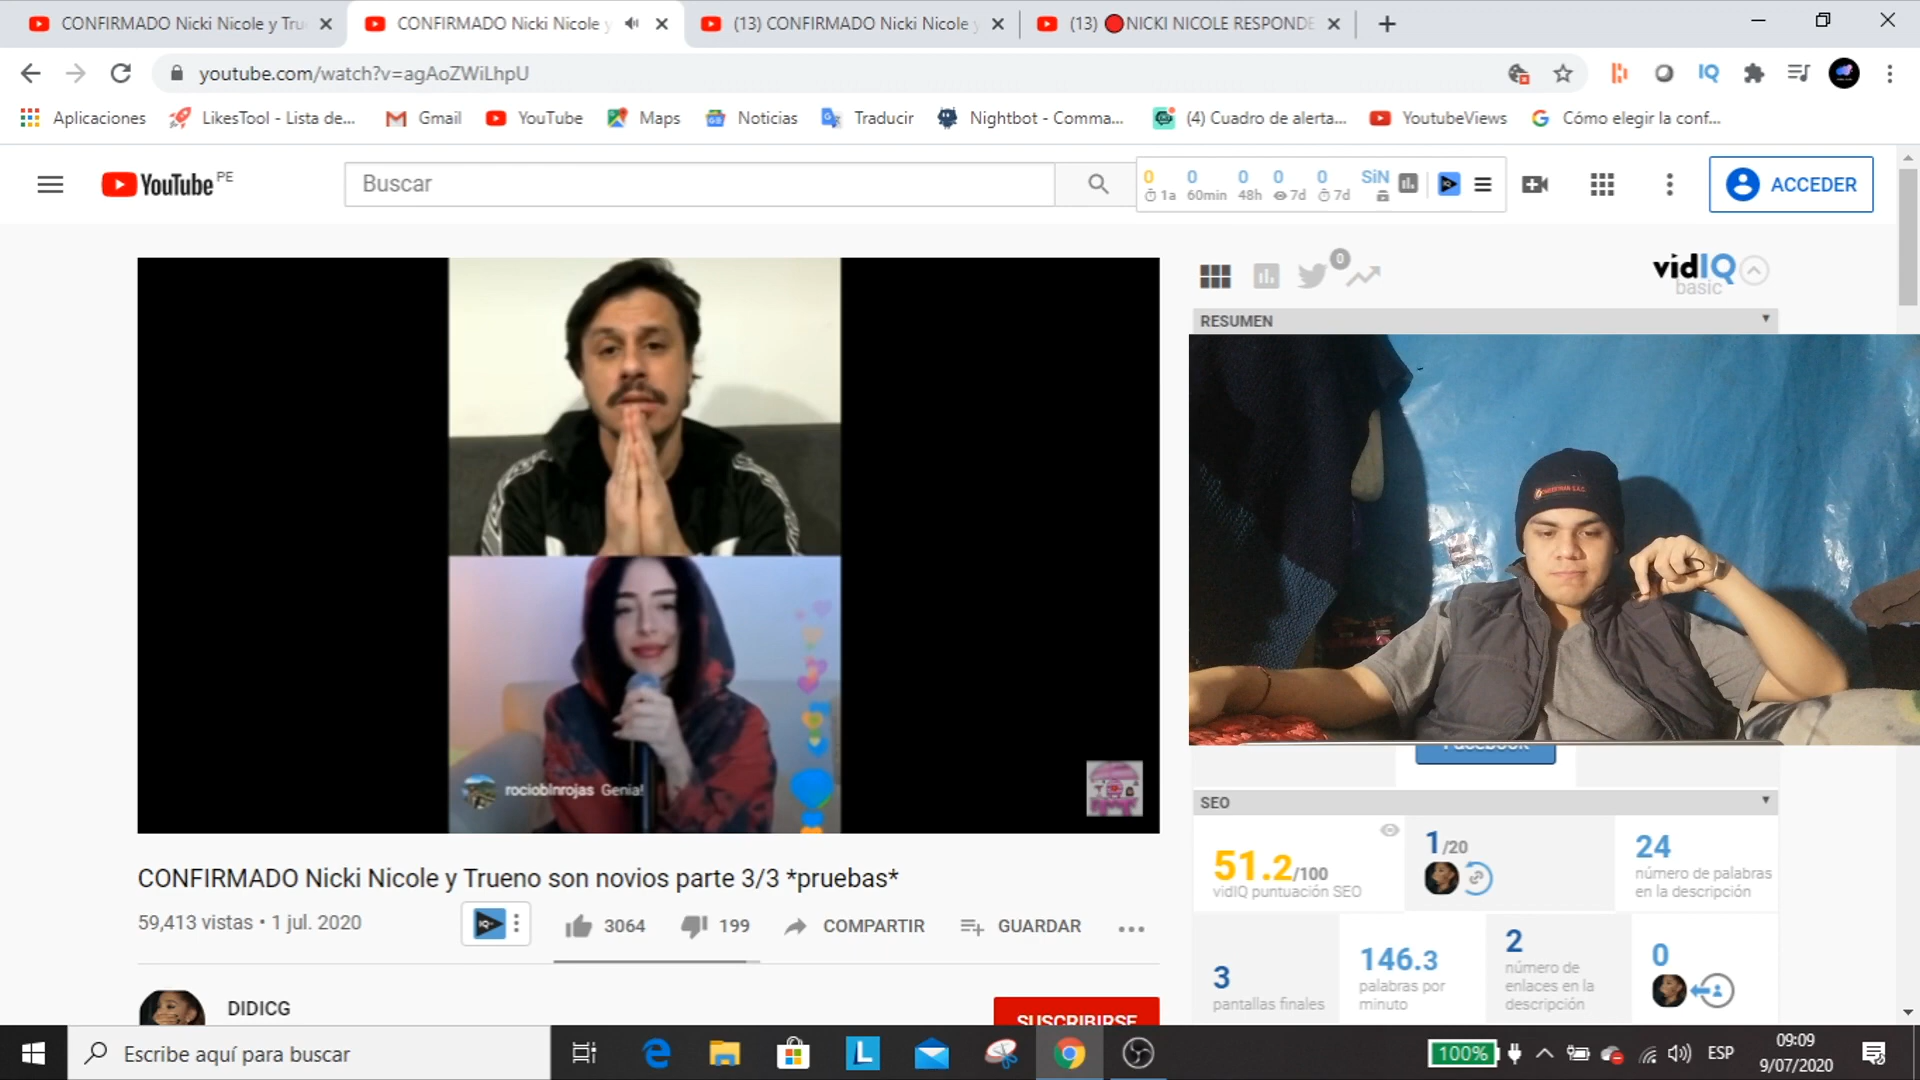 CONFIRMADO Nicki Nicole y Tru
CONFIRMADO Nicki Nicole y
(13) CONFIRMADO Nicki Nicole y
(13) 🔴NICKI NICOLE RESPONDE
youtube.com/watch?v=agAoZWiLhpU
IQ
Aplicaciones
LikesTool - Lista de...
Gmail
YouTube
Maps
Noticias
Traducir
Nightbot - Comma...
(4) Cuadro de alerta...
YoutubeViews
Cómo elegir la conf...
YouTube PE
Buscar
0 0 0 0 0 SiN
1a 60min 48h 7d 7d
ACCEDER
0
vidIQ
basic
RESUMEN
rocioblnrojas Genia!
SEO
51.2/100
vidIQ puntuación SEO
1/20
24
número de palabras
en la descripción
3
pantallas finales
146.3
palabras por
minuto
2
número de
enlaces en la
descripción
0
CONFIRMADO Nicki Nicole y Trueno son novios parte 3/3 *pruebas*
59,413 vistas • 1 jul. 2020
3064
199
COMPARTIR
GUARDAR
DIDICG
SUSCRIBIRSE
Escribe aquí para buscar
100%
ESP
09:09
9/07/2020